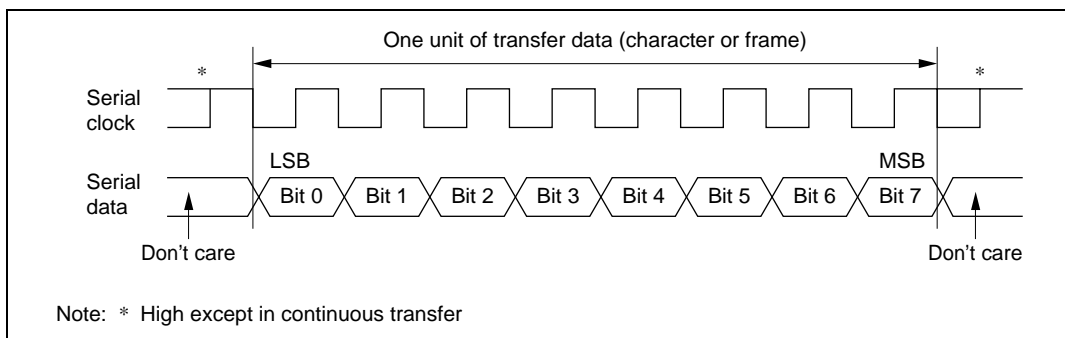 One unit of transfer data (character or frame)
* *
Serial
clock
LSB MSB
Serial
data
Bit 0 Bit 1 Bit 2 Bit 3 Bit 4 Bit 5 Bit 6 Bit 7
Don't care Don't care
Note: * High except in continuous transfer